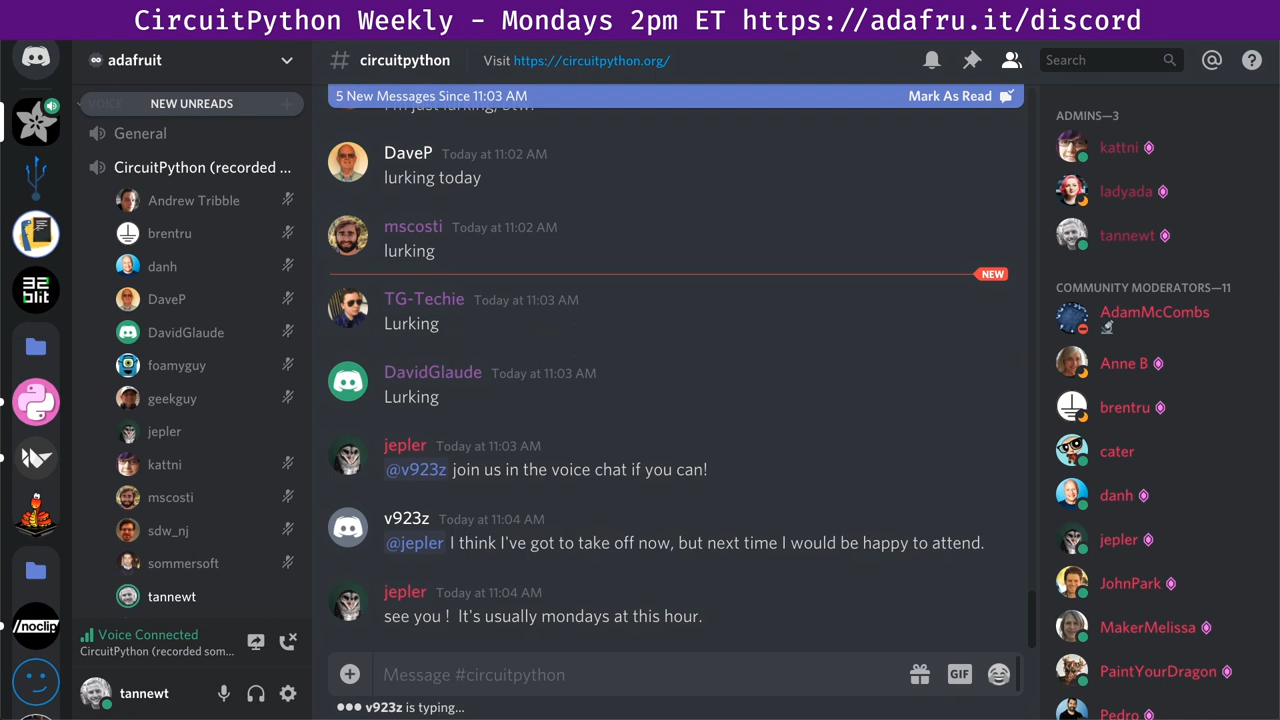 CircuitPython Weekly - Mondays 2pm ET https://adafru.it/discord
adafruit
NEW UNREADS
General
CircuitPython (recorded ...
Andrew Tribble
brentru
danh
DaveP
DavidGlaude
foamyguy
geekguy
jepler
kattni
mscosti
sdw_nj
sommersoft
tannewt
Voice Connected
CircuitPython (recorded som...
tannewt
32
blit
/noclip
# circuitpython
Visit https://circuitpython.org/
Search
5 New Messages Since 11:03 AM
Mark As Read
I'm just lurking, btw.
DaveP Today at 11:02 AM
lurking today
mscosti Today at 11:02 AM
lurking
NEW
TG-Techie Today at 11:03 AM
Lurking
DavidGlaude Today at 11:03 AM
Lurking
jepler Today at 11:03 AM
@v923z join us in the voice chat if you can!
v923z Today at 11:04 AM
@jepler I think I've got to take off now, but next time I would be happy to attend.
jepler Today at 11:04 AM
see you ! It's usually mondays at this hour.
Message #circuitpython
GIF
v923z is typing...
ADMINS—3
kattni
ladyada
tannewt
COMMUNITY MODERATORS—11
AdamMcCombs
Anne B
brentru
cater
danh
jepler
JohnPark
MakerMelissa
PaintYourDragon
Pedro